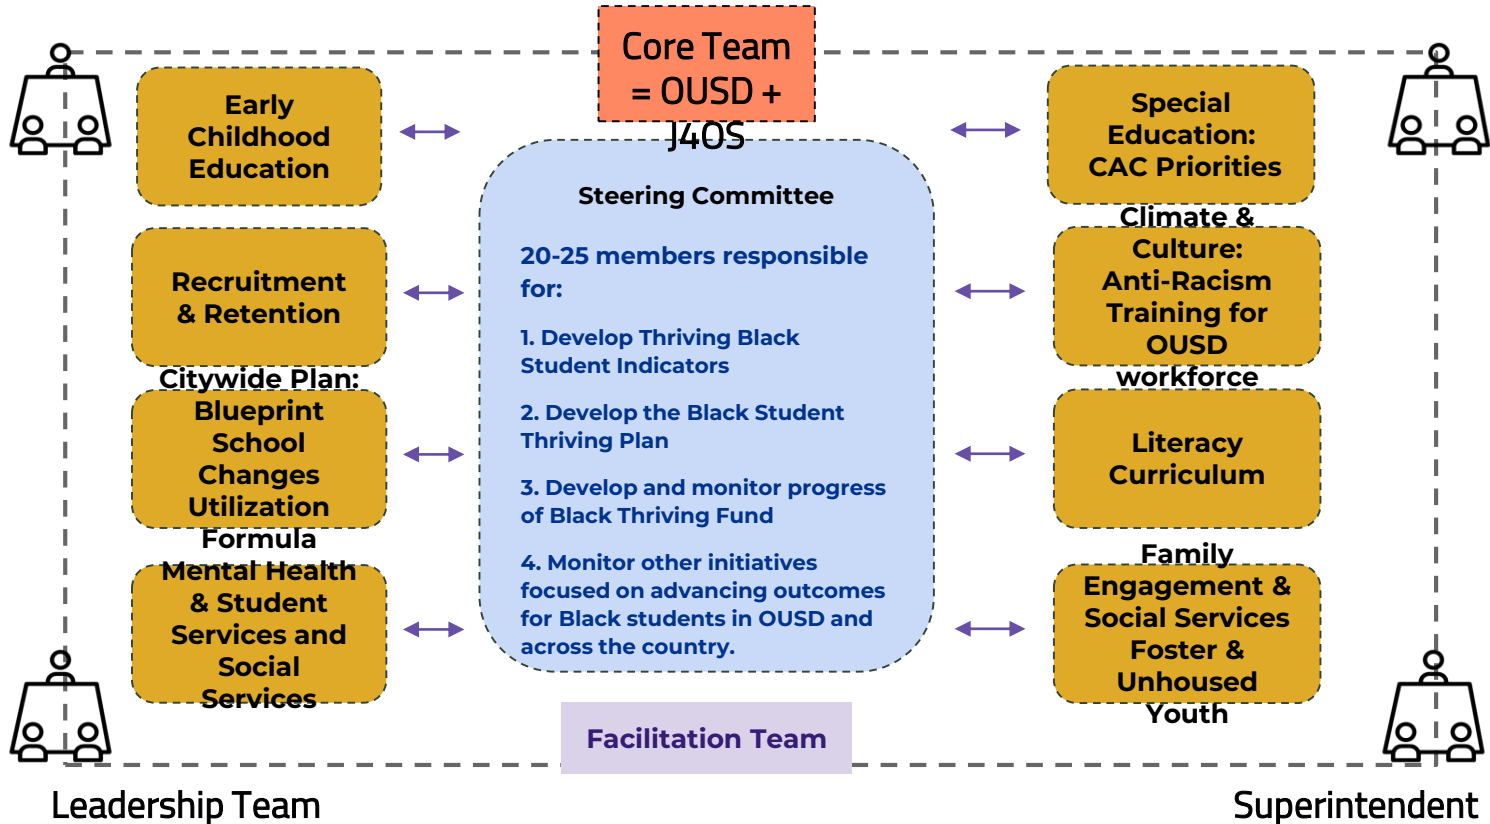 Core Team
= OUSD +
J4OS
Early
Childhood
Education
Recruitment
& Retention
Citywide Plan:
Blueprint
School
Changes
Utilization
Formula
Mental Health
& Student
Services and
Social
Services
Steering Committee
20-25 members responsible
for:
1. Develop Thriving Black
Student Indicators
2. Develop the Black Student
Thriving Plan
3. Develop and monitor progress
of Black Thriving Fund
4. Monitor other initiatives
focused on advancing outcomes
for Black students in OUSD and
across the country.
Special
Education:
CAC Priorities
Climate &
Culture:
Anti-Racism
Training for
OUSD
workforce
Literacy
Curriculum
Family
Engagement &
Social Services
Foster &
Unhoused
Youth
Facilitation Team
Leadership Team
Superintendent